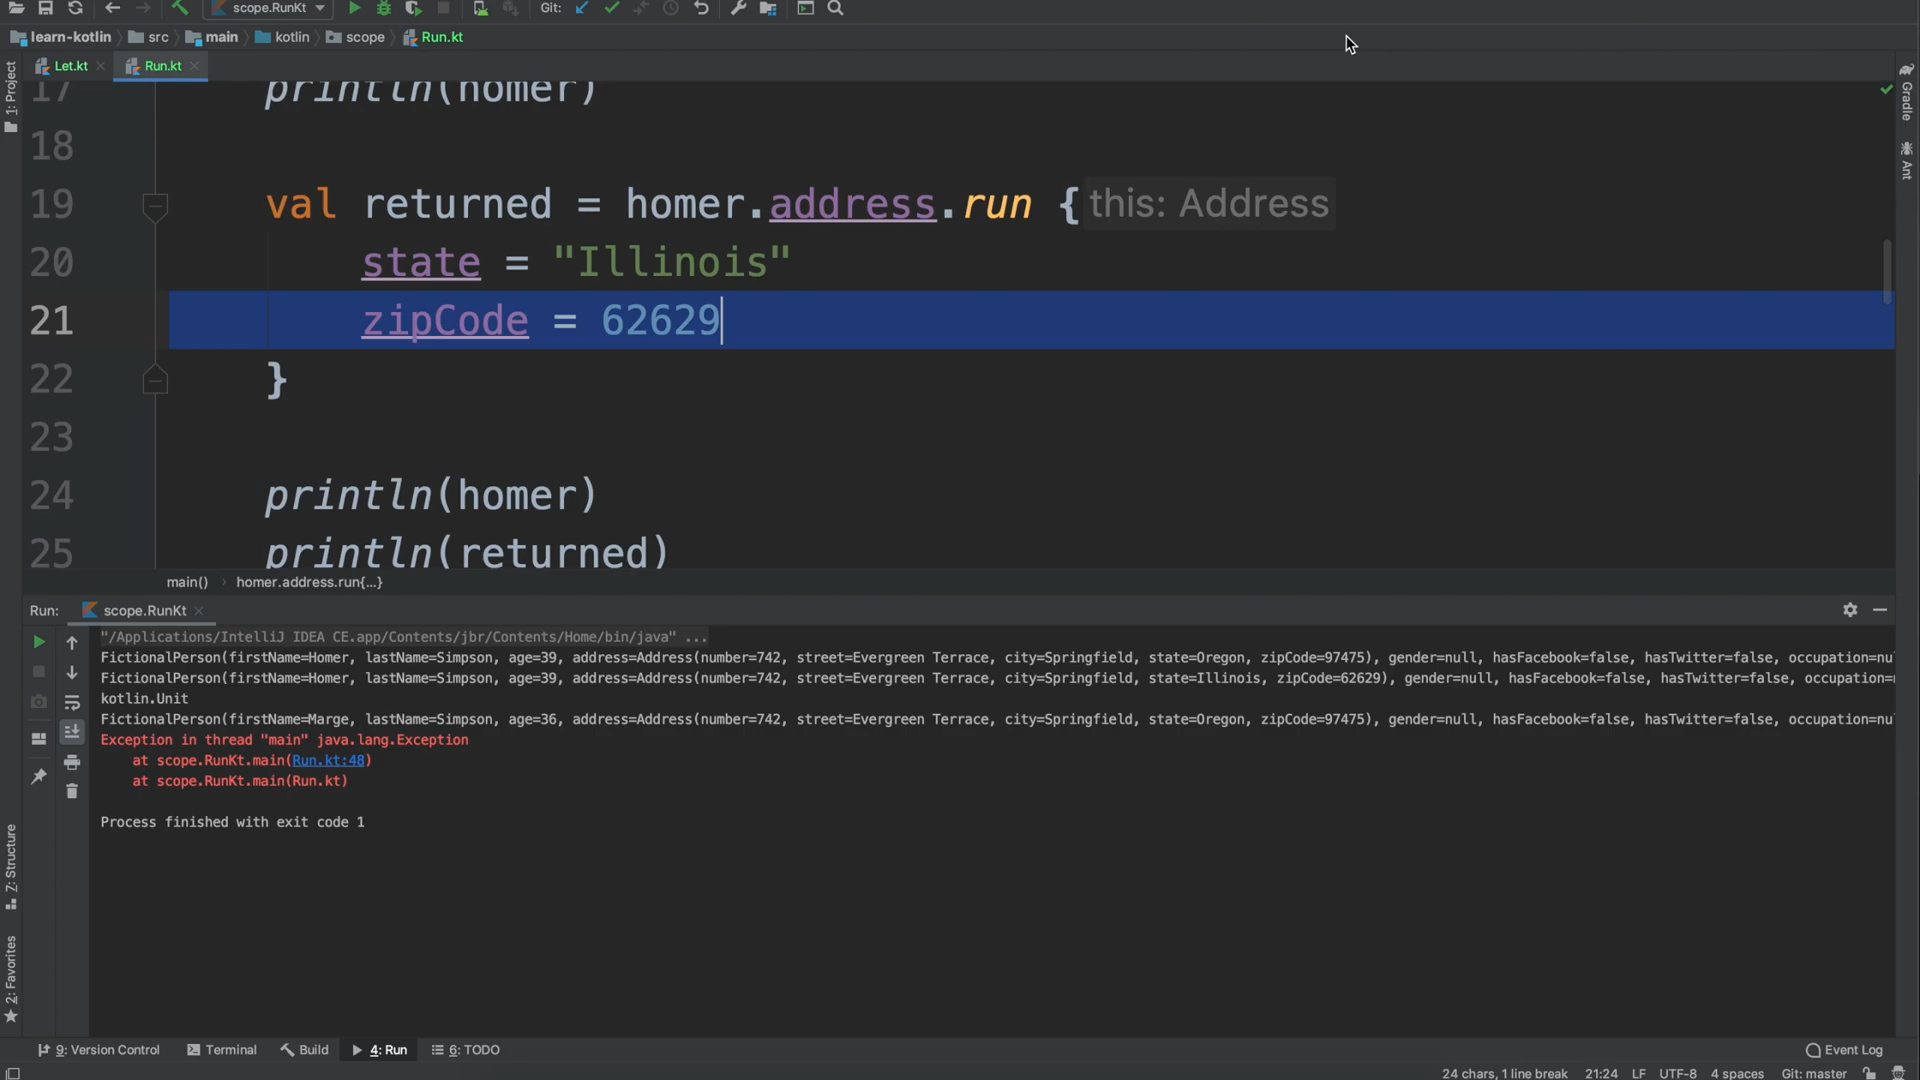 scope.RunKt
Git:
learn-kotlin
src
main
kotlin
scope
Run.kt
Let.kt
Run.kt
1: Project
Gradle
Ant
17 println(homer)
18
19 val returned = homer.address.run { this: Address
20 state = "Illinois"
21 zipCode = 62629
22 }
23
24 println(homer)
25 println(returned)
main()
homer.address.run{...}
Run:
scope.RunKt
"/Applications/IntelliJ IDEA CE.app/Contents/jbr/Contents/Home/bin/java" ...
FictionalPerson(firstName=Homer, lastName=Simpson, age=39, address=Address(number=742, street=Evergreen Terrace, city=Springfield, state=Oregon, zipCode=97475), gender=null, hasFacebook=false, hasTwitter=false, occupation=nu
FictionalPerson(firstName=Homer, lastName=Simpson, age=39, address=Address(number=742, street=Evergreen Terrace, city=Springfield, state=Illinois, zipCode=62629), gender=null, hasFacebook=false, hasTwitter=false, occupation=
kotlin.Unit
FictionalPerson(firstName=Marge, lastName=Simpson, age=36, address=Address(number=742, street=Evergreen Terrace, city=Springfield, state=Oregon, zipCode=97475), gender=null, hasFacebook=false, hasTwitter=false, occupation=nu
Exception in thread "main" java.lang.Exception
at scope.RunKt.main(Run.kt:48)
at scope.RunKt.main(Run.kt)
Process finished with exit code 1
Z: Structure
2: Favorites
9: Version Control
Terminal
Build
4: Run
6: TODO
Event Log
24 chars, 1 line break
21:24
LF
UTF-8
4 spaces
Git: master